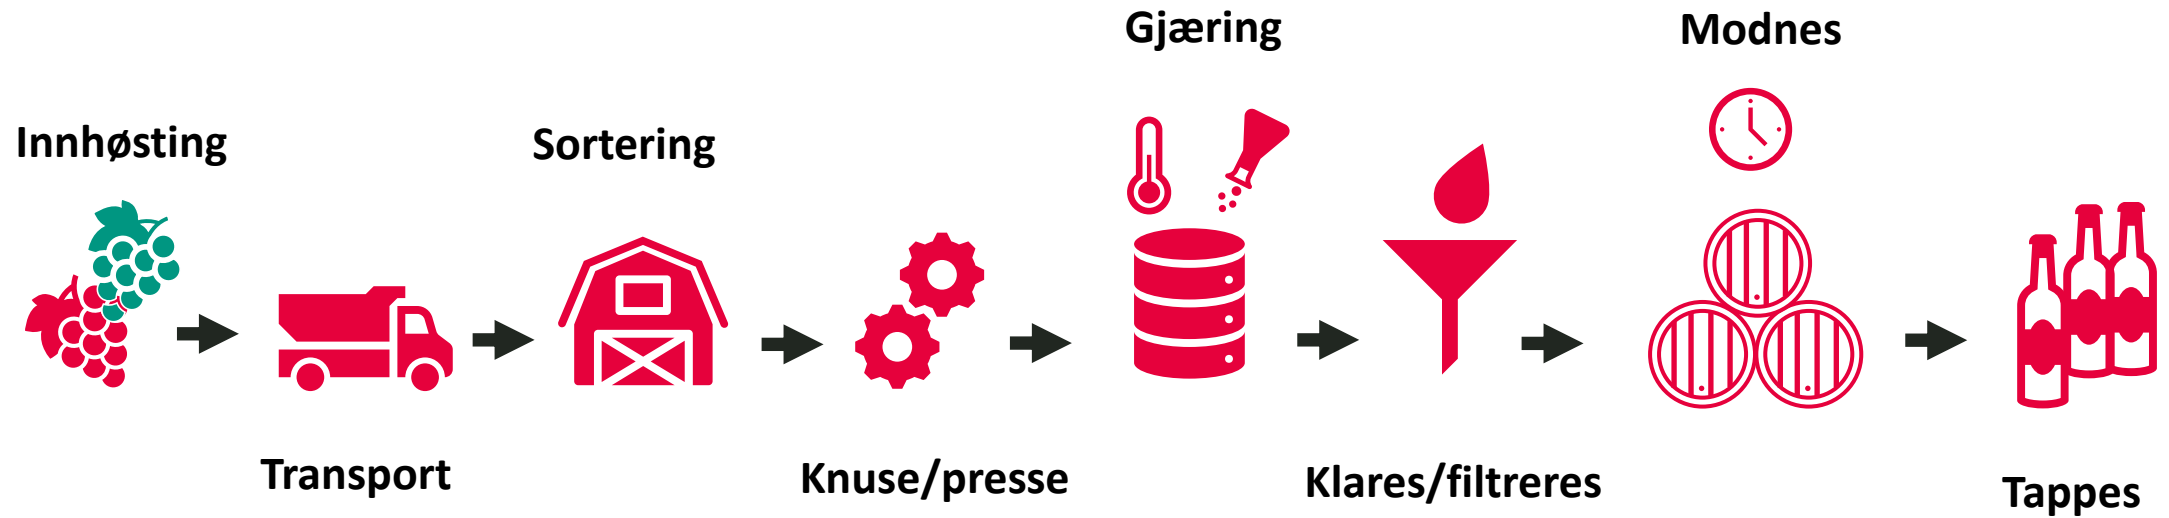 Innhøsting
Transport
Sortering
Knuse/presse
Gjæring
Klares/filtreres
Modnes
Tappes